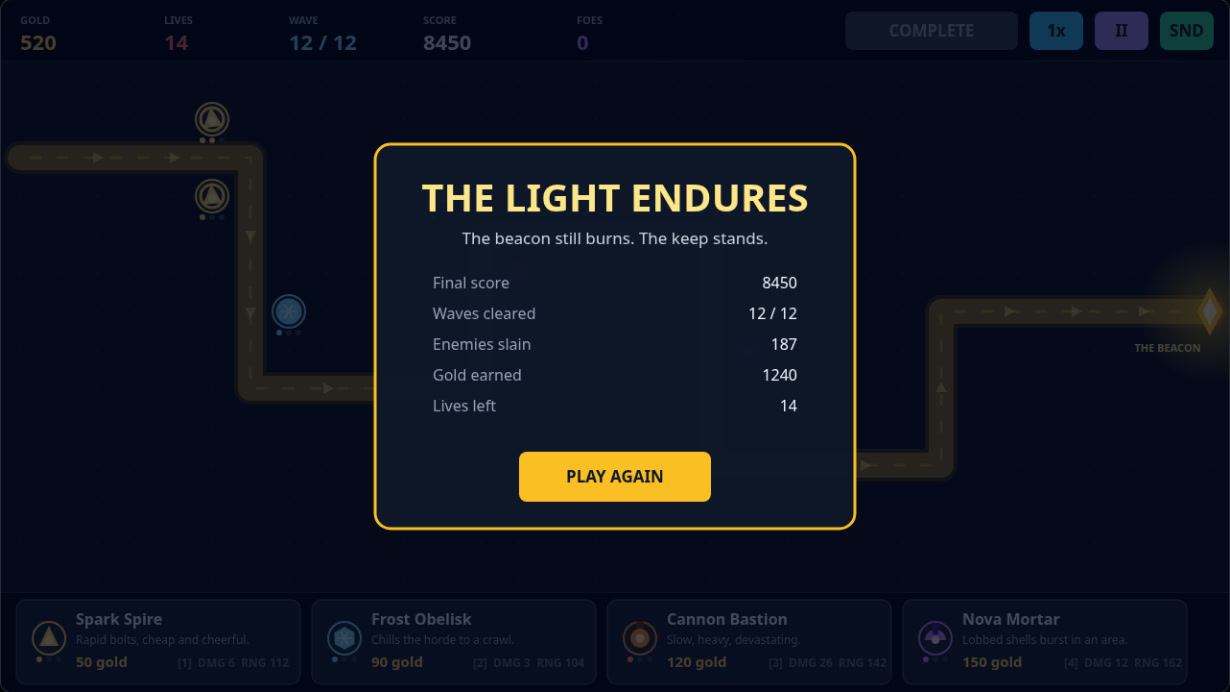 GOLD LIVES WAVE SCORE FOES
520 14 12 / 12 8450 0 COMPLETE 1x II SND
THE LIGHT ENDURES
The beacon still burns. The keep stands.
Final score 8450
Waves cleared 12 / 12
Enemies slain 187
Gold earned 1240
Lives left 14
PLAY AGAIN
THE BEACON
Spark Spire
Rapid bolts, cheap and cheerful.
50 gold [1] DMG 6 RNG 112
Frost Obelisk
Chills the horde to a crawl.
90 gold [2] DMG 3 RNG 104
Cannon Bastion
Slow, heavy, devastating.
120 gold [3] DMG 26 RNG 142
Nova Mortar
Lobbed shells burst in an area.
150 gold [4] DMG 12 RNG 162